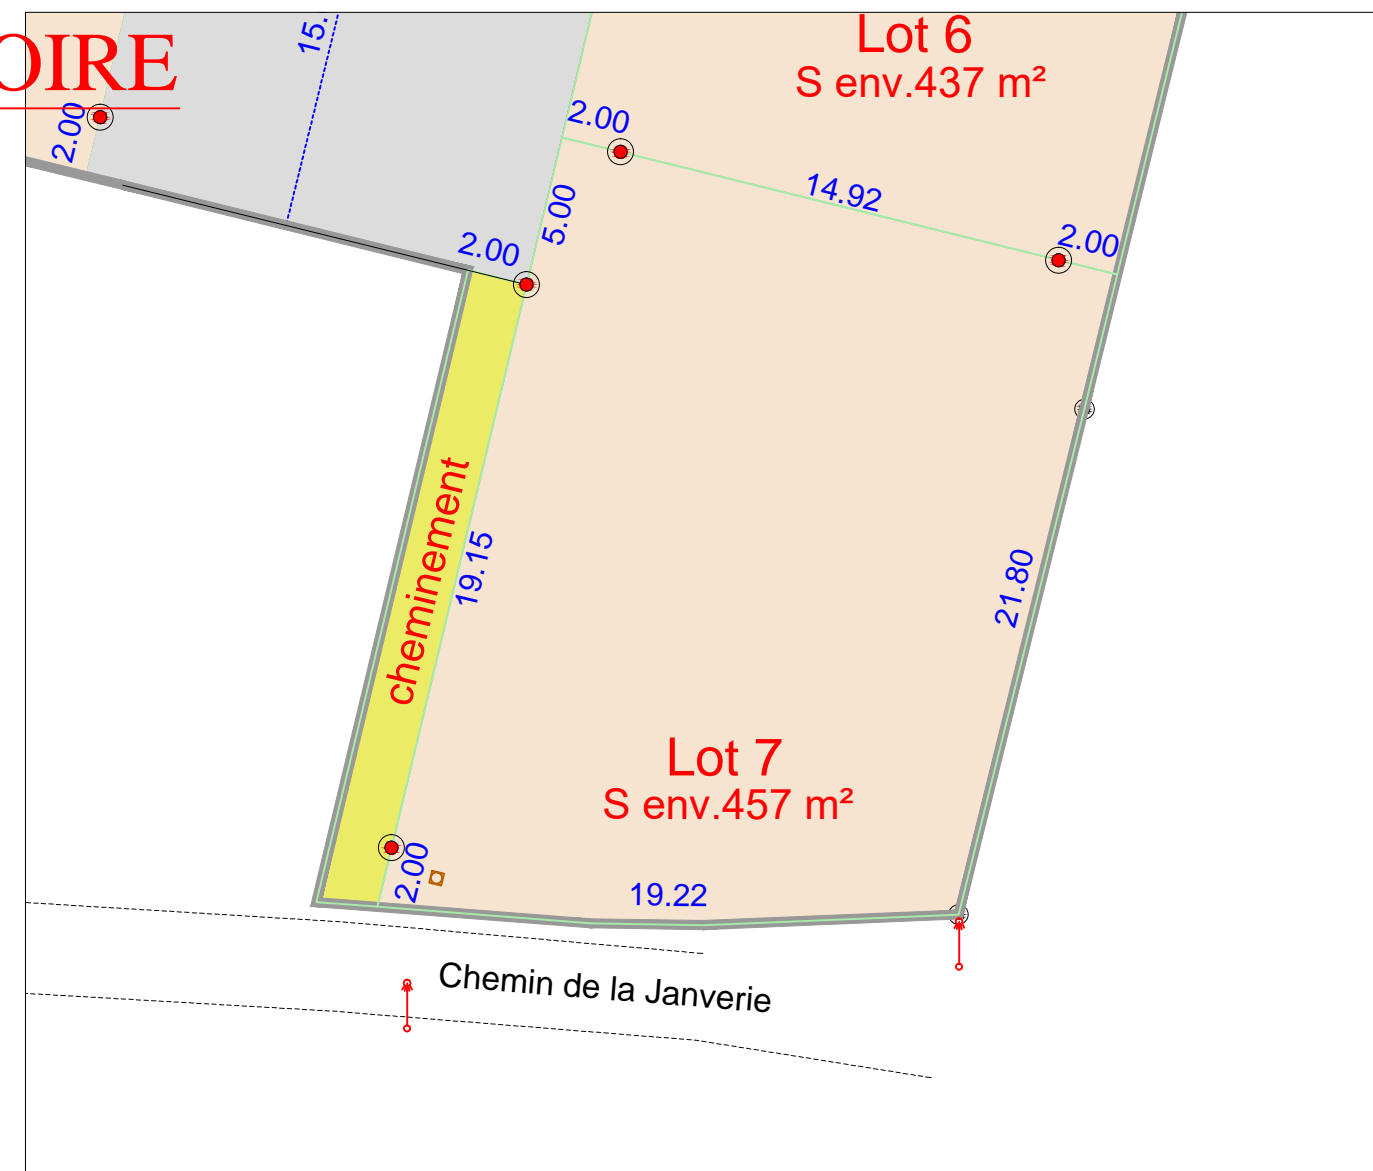 OIRE
15.
2.00
Lot 6
S env.437 m²
2.00
14.92
2.00
5.00
2.00
cheminement
19.15
21.80
Lot 7
S env.457 m²
2.00
19.22
Chemin de la Janverie